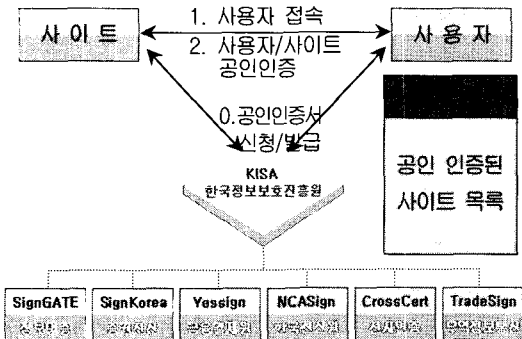 사이트
1. 사용자 접속
사용자
2. 사용자/사이트
공인인증
0.공인인증서
신청/발급
KISA
한국정보보호진흥원
공인 인증된
사이트 목록
SignGATE
SignKorea
Yessign
NCASign
CrossCert
TradeSign